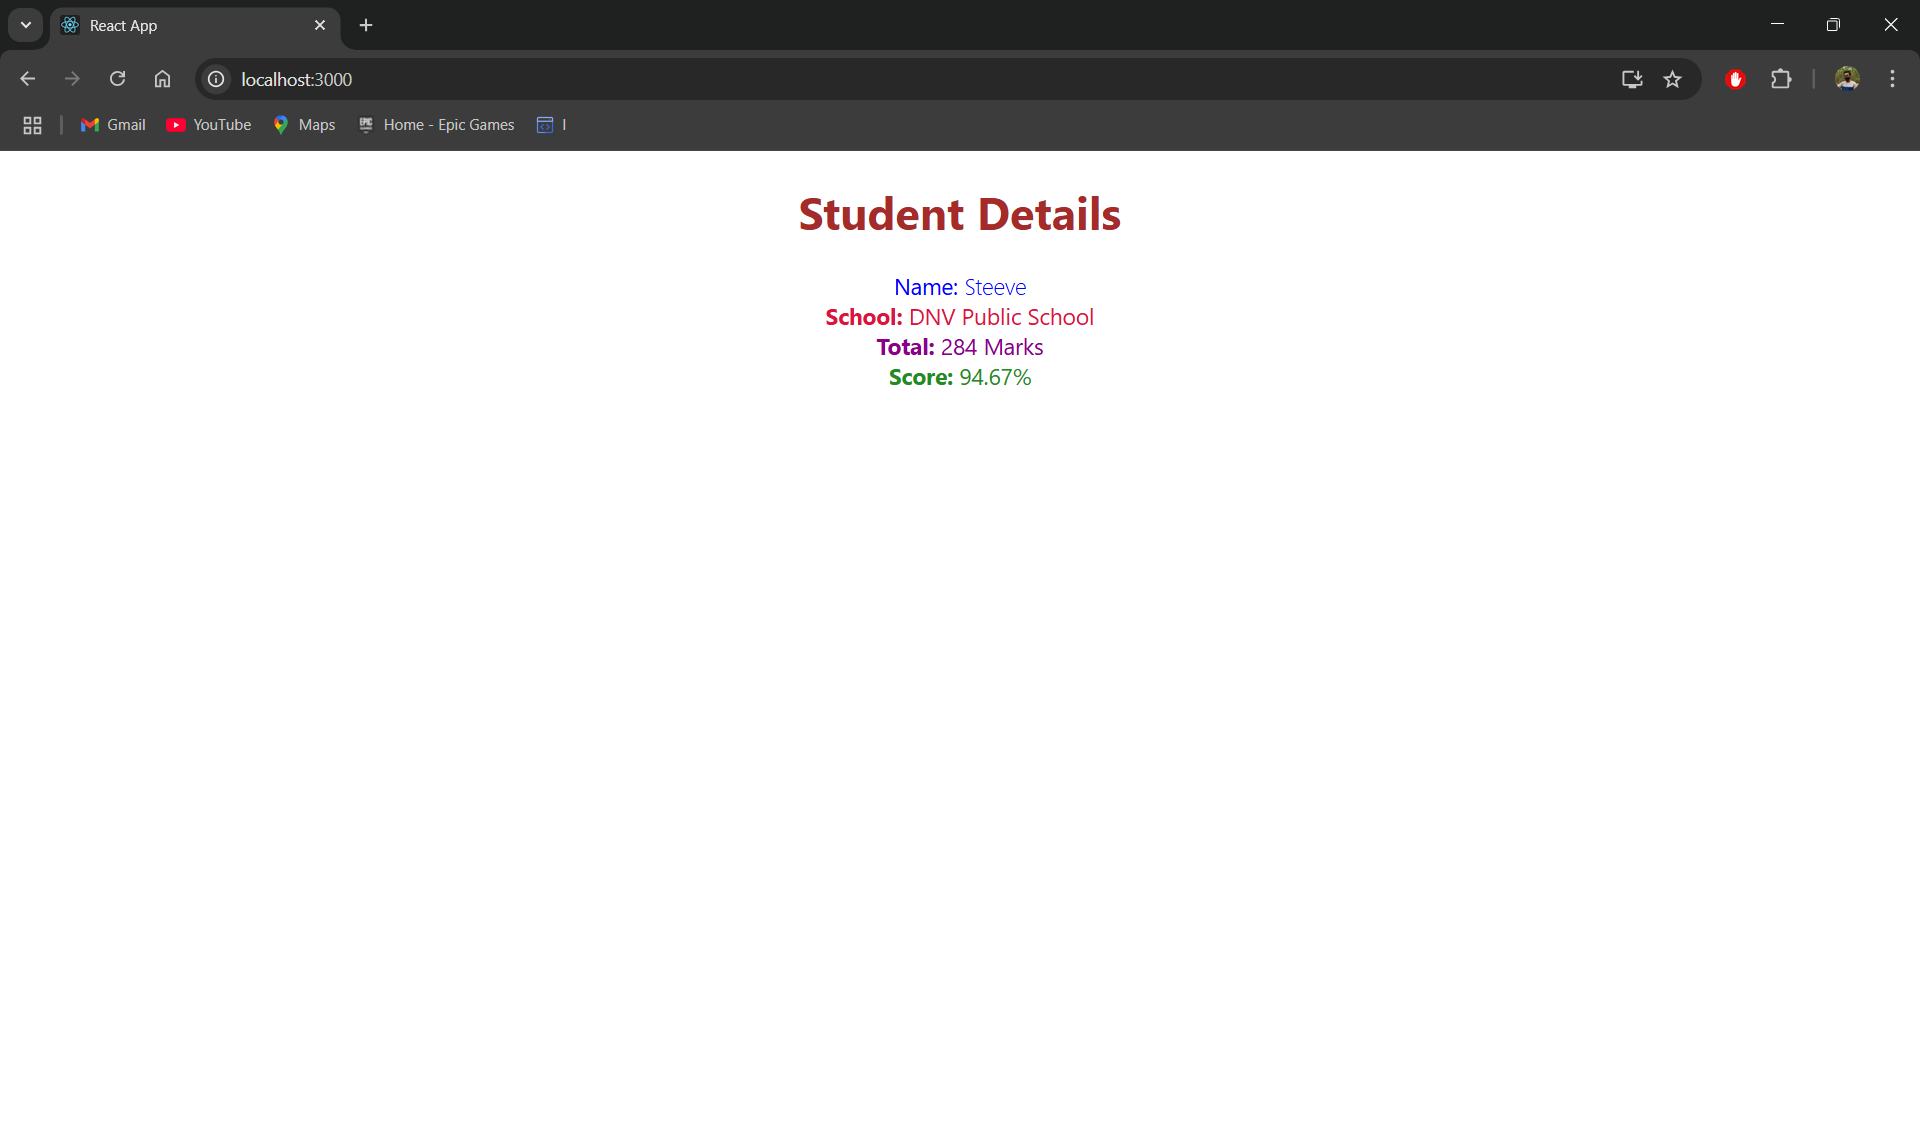 React App
localhost:3000
Gmail YouTube Maps EPIC Home - Epic Games I
Student Details
Name: Steeve
School: DNV Public School
Total: 284 Marks
Score: 94.67%